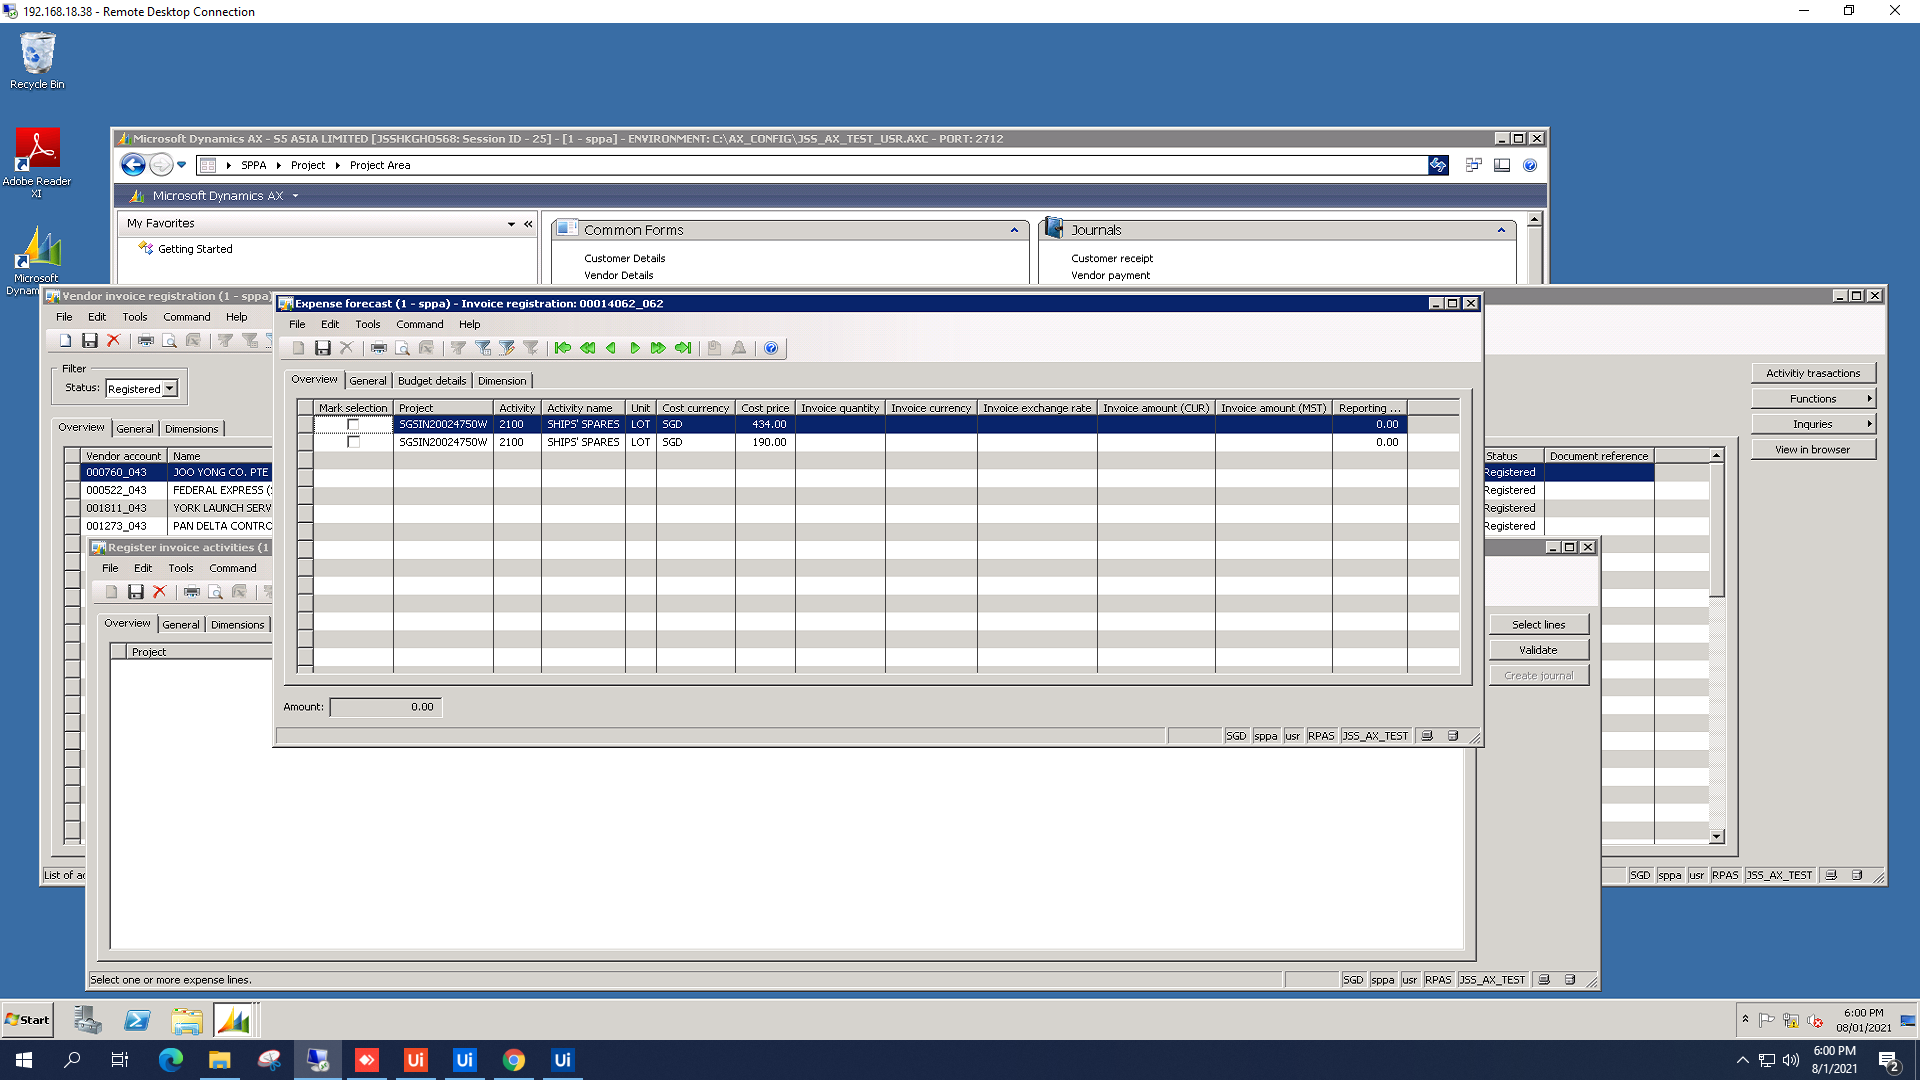 192.168.18.38 - Remote Desktop Connection
Recycle Bin
Adobe Reader
XI
Microsoft
Dynam
Microsoft Dynamics AX - S5 ASIA LIMITED [JSSHKGHOS68: Session ID - 25] - [1 - sppa] - ENVIRONMENT: C:\AX_CONFIG\JSS_AX_TEST_USR.AXC - PORT: 2712
SPPA Project Project Area
Microsoft Dynamics AX
My Favorites
Getting Started
Common Forms
Customer Details
Vendor Details
Journals
Customer receipt
Vendor payment
Vendor invoice registration (1 - sppa)
File Edit Tools Command Help
Filter
Status: Registered
Overview General Dimensions
Vendor account Name
000760_043 JOO YONG CO. PTE
000522_043 FEDERAL EXPRESS (
001811_043 YORK LAUNCH SERV
001273_043 PAN DELTA CONTRO
Status Document reference
Registered
Registered
Registered
Registered
Activitiy trasactions
Functions
Inquries
View in browser
List of ac
SGD sppa usr RPAS JSS_AX_TEST
Expense forecast (1 - sppa) - Invoice registration: 00014062_062
File Edit Tools Command Help
Overview General Budget details Dimension
Mark selection Project Activity Activity name Unit Cost currency Cost price Invoice quantity Invoice currency Invoice exchange rate Invoice amount (CUR) Invoice amount (MST) Reporting ...
SGSIN20024750W 2100 SHIPS' SPARES LOT SGD 434.00 0.00
SGSIN20024750W 2100 SHIPS' SPARES LOT SGD 190.00 0.00
Amount: 0.00
SGD sppa usr RPAS JSS_AX_TEST
Register invoice activities (1
File Edit Tools Command
Overview General Dimensions
Project
Select lines
Validate
Create journal
Select one or more expense lines.
SGD sppa usr RPAS JSS_AX_TEST
Start
6:00 PM
08/01/2021
Ui
Ui
Ui
6:00 PM
8/1/2021
2